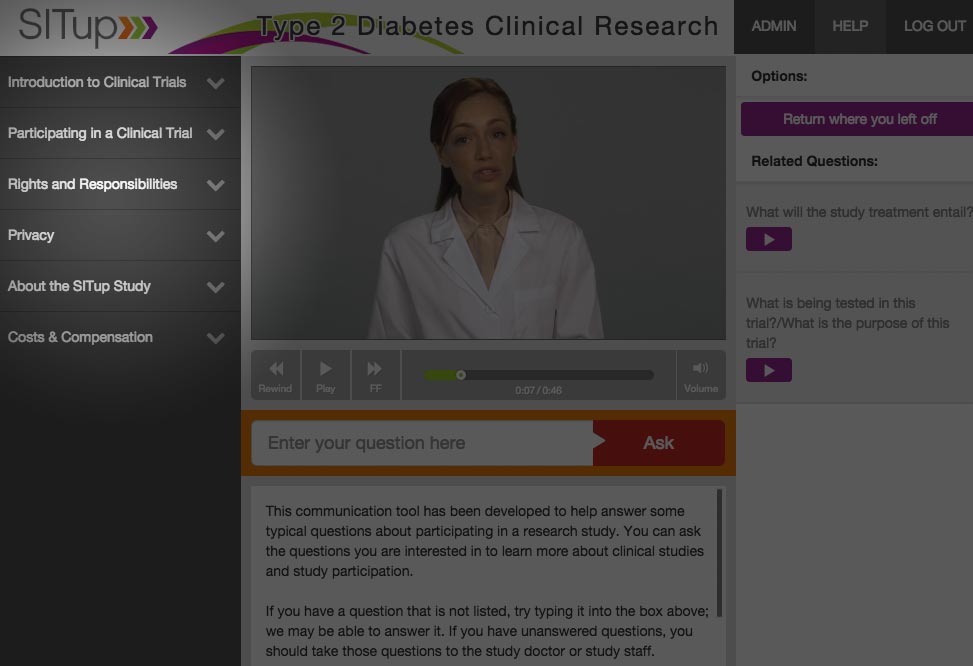 SITup
Type 2 Diabetes Clinical Research
ADMIN
HELP
LOG OUT
Introduction to Clinical Trials
Participating in a Clinical Trial
Rights and Responsibilities
Privacy
About the SITup Study
Costs & Compensation
Rewind
Play
FF
0:07 / 0:46
Volume
Enter your question here
Ask
This communication tool has been developed to help answer some
typical questions about participating in a research study. You can ask
the questions you are interested in to learn more about clinical studies
and study participation.
If you have a question that is not listed, try typing it into the box above;
we may be able to answer it. If you have unanswered questions, you
should take those questions to the study doctor or study staff.
Options:
Return where you left off
Related Questions:
What will the study treatment entail?
What is being tested in this
trial?/What is the purpose of this
trial?